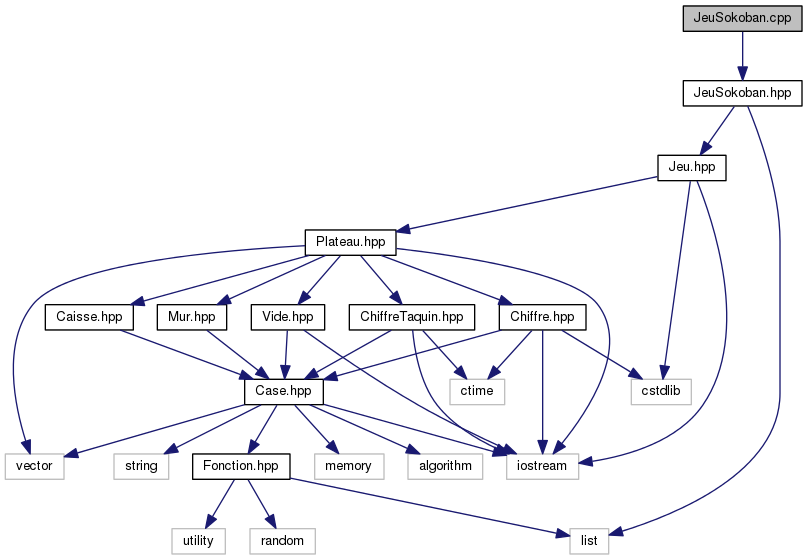 JeuSokoban.cpp
JeuSokoban.hpp
Jeu.hpp
Plateau.hpp
Caisse.hpp
Mur.hpp
Vide.hpp
ChiffreTaquin.hpp
Chiffre.hpp
Case.hpp
ctime
cstdlib
vector
string
Fonction.hpp
memory
algorithm
iostream
utility
random
list